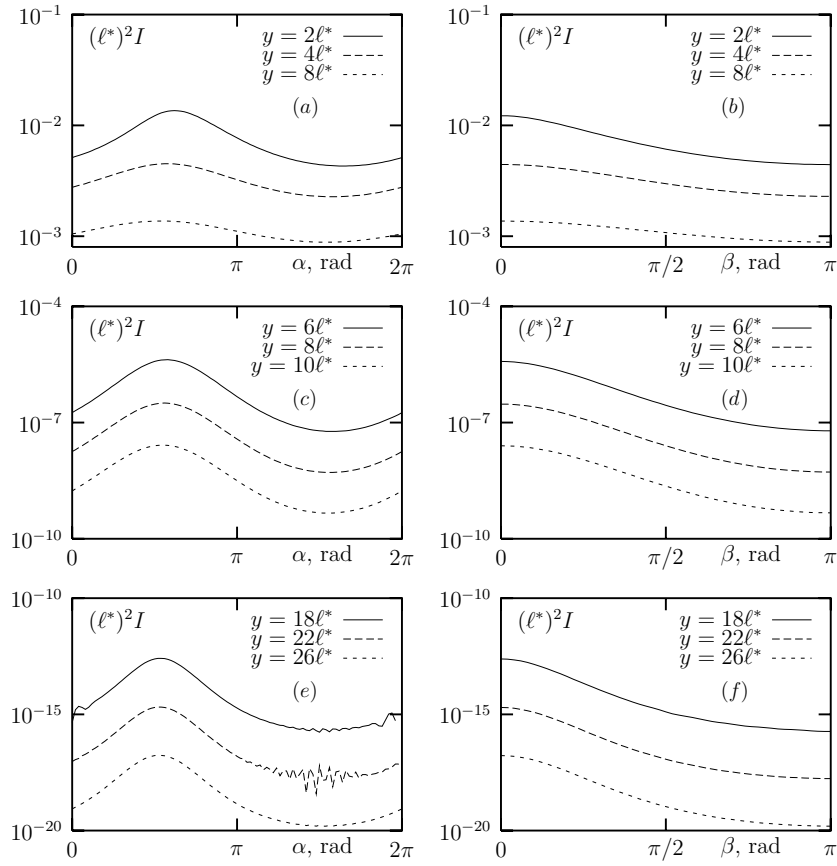 10⁻¹
10⁻²
10⁻³
(ℓ*)²I
y = 2ℓ*
y = 4ℓ*
y = 8ℓ*
(a)
0
π
α, rad
2π
10⁻¹
10⁻²
10⁻³
(ℓ*)²I
y = 2ℓ*
y = 4ℓ*
y = 8ℓ*
(b)
0
π/2
β, rad
π
10⁻⁴
10⁻⁷
10⁻¹⁰
(ℓ*)²I
y = 6ℓ*
y = 8ℓ*
y = 10ℓ*
(c)
0
π
α, rad
2π
10⁻⁴
10⁻⁷
10⁻¹⁰
(ℓ*)²I
y = 6ℓ*
y = 8ℓ*
y = 10ℓ*
(d)
0
π/2
β, rad
π
10⁻¹⁰
10⁻¹⁵
10⁻²⁰
(ℓ*)²I
y = 18ℓ*
y = 22ℓ*
y = 26ℓ*
(e)
0
π
α, rad
2π
10⁻¹⁰
10⁻¹⁵
10⁻²⁰
(ℓ*)²I
y = 18ℓ*
y = 22ℓ*
y = 26ℓ*
(f)
0
π/2
β, rad
π